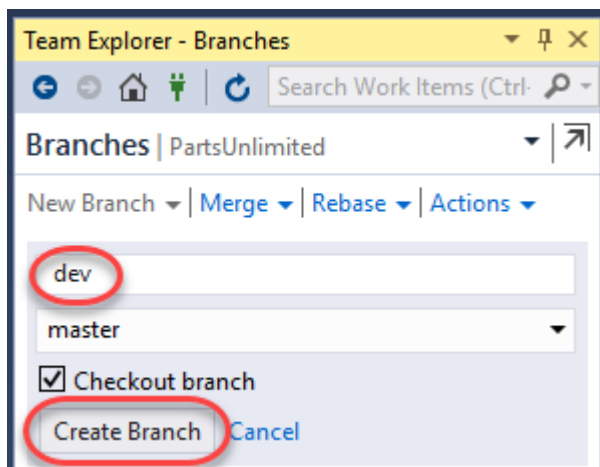 Team Explorer - Branches
Search Work Items (Ctrl-
Branches | PartsUnlimited
New Branch | Merge | Rebase | Actions
dev
master
Checkout branch
Create Branch Cancel